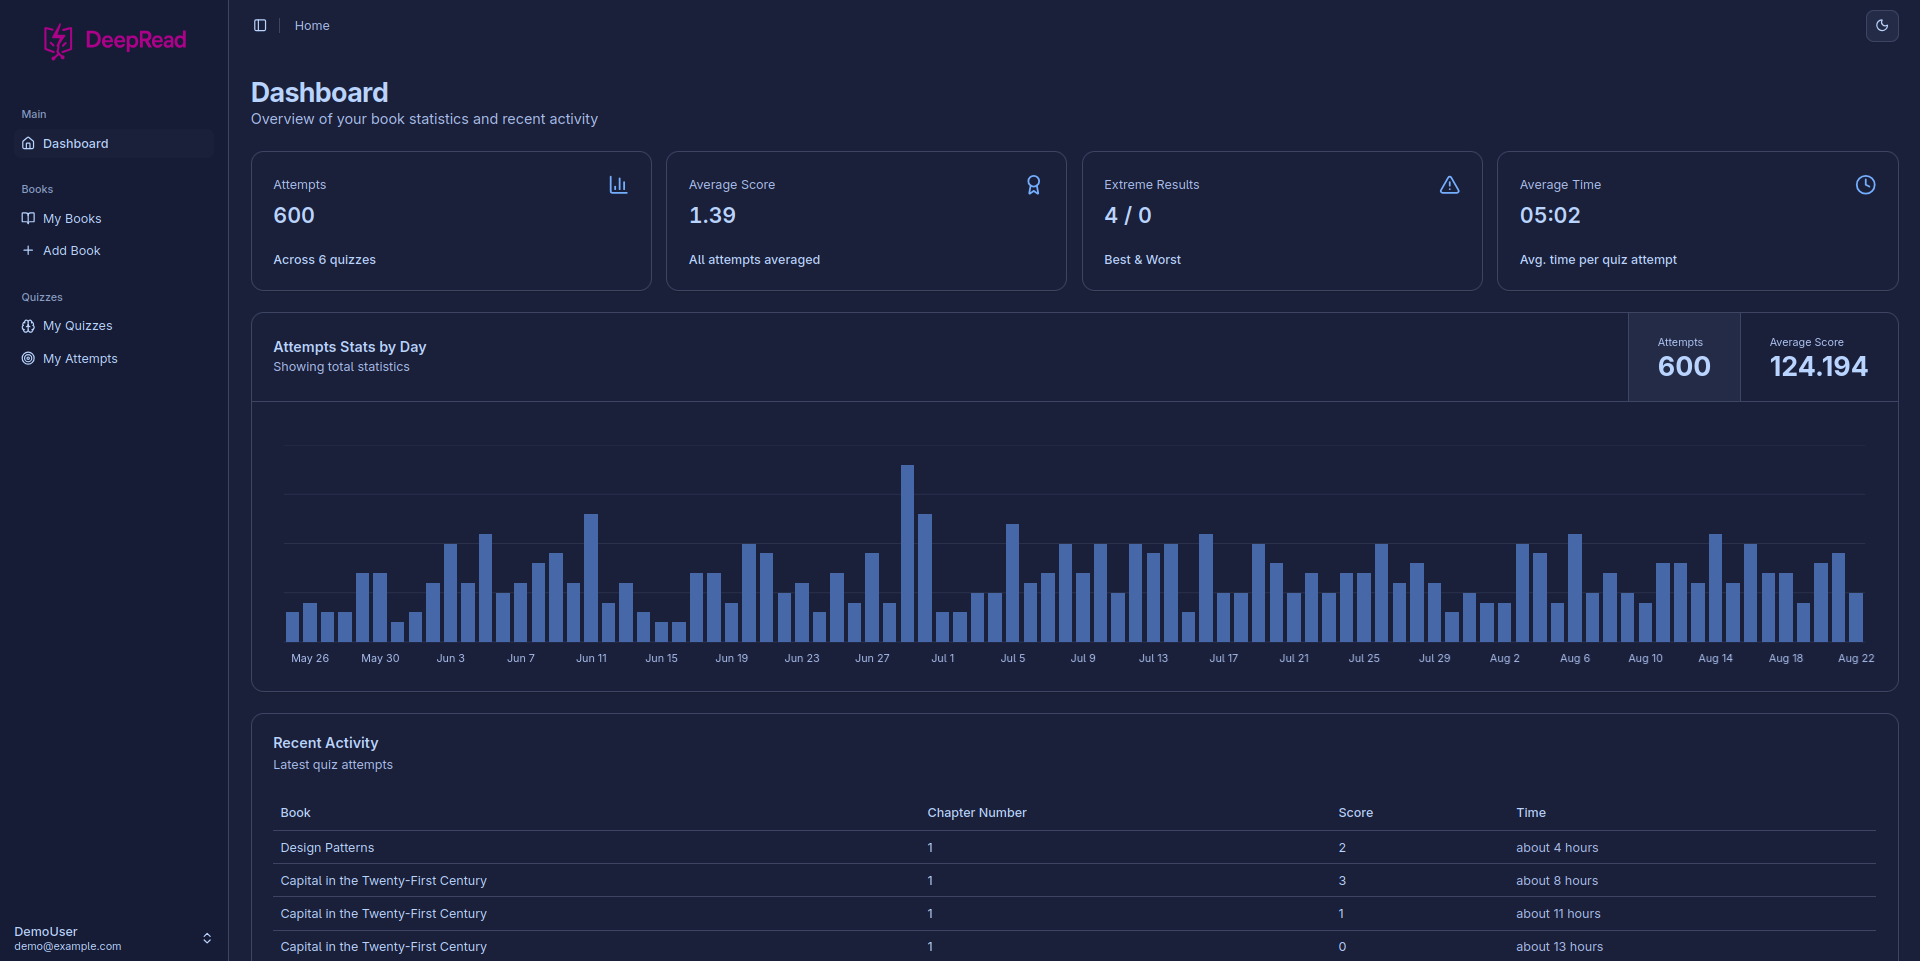 DeepRead
Home
Main
Dashboard
Books
My Books
Add Book
Quizzes
My Quizzes
My Attempts
DemoUser
demo@example.com
Dashboard
Overview of your book statistics and recent activity
Attempts
600
Across 6 quizzes
Average Score
1.39
All attempts averaged
Extreme Results
4 / 0
Best & Worst
Average Time
05:02
Avg. time per quiz attempt
Attempts Stats by Day
Showing total statistics
Attempts
600
Average Score
124.194
May 26 May 30 Jun 3 Jun 7 Jun 11 Jun 15 Jun 19 Jun 23 Jun 27 Jul 1 Jul 5 Jul 9 Jul 13 Jul 17 Jul 21 Jul 25 Jul 29 Aug 2 Aug 6 Aug 10 Aug 14 Aug 18 Aug 22
Recent Activity
Latest quiz attempts
Book Chapter Number Score Time
Design Patterns 1 2 about 4 hours
Capital in the Twenty-First Century 1 3 about 8 hours
Capital in the Twenty-First Century 1 1 about 11 hours
Capital in the Twenty-First Century 1 0 about 13 hours